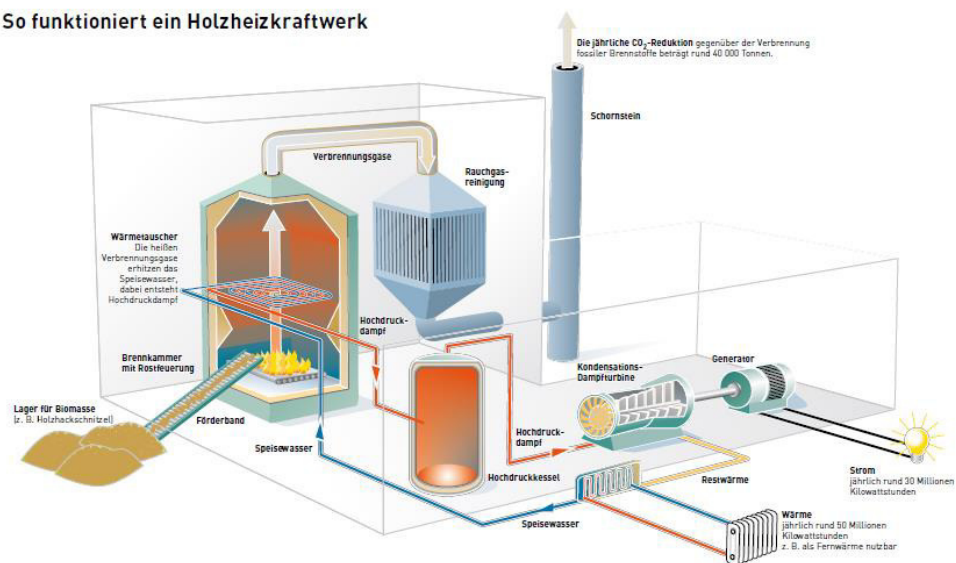 So funktioniert ein Holzheizkraftwerk
Die jährliche CO₂-Reduktion gegenüber der Verbrennung
fossiler Brennstoffe beträgt rund 40 000 Tonnen.
Schornstein
Verbrennungsgase
Rauchgas-
reinigung
Wärmetauscher
Die heißen
Verbrennungsgase
erhitzen das
Speisewasser,
dabei entsteht
Hochdruckdampf
Hochdruck-
dampf
Brennkammer
mit Rostfeuerung
Kondensations-
Dampfturbine
Generator
Lager für Biomasse
(z. B. Holzhackschnitzel)
Förderband
Speisewasser
Hochdruck-
dampf
Hochdruckkessel
Restwärme
Strom
jährlich rund 30 Millionen
Kilowattstunden
Speisewasser
Wärme
jährlich rund 50 Millionen
Kilowattstunden
z. B. als Fernwärme nutzbar